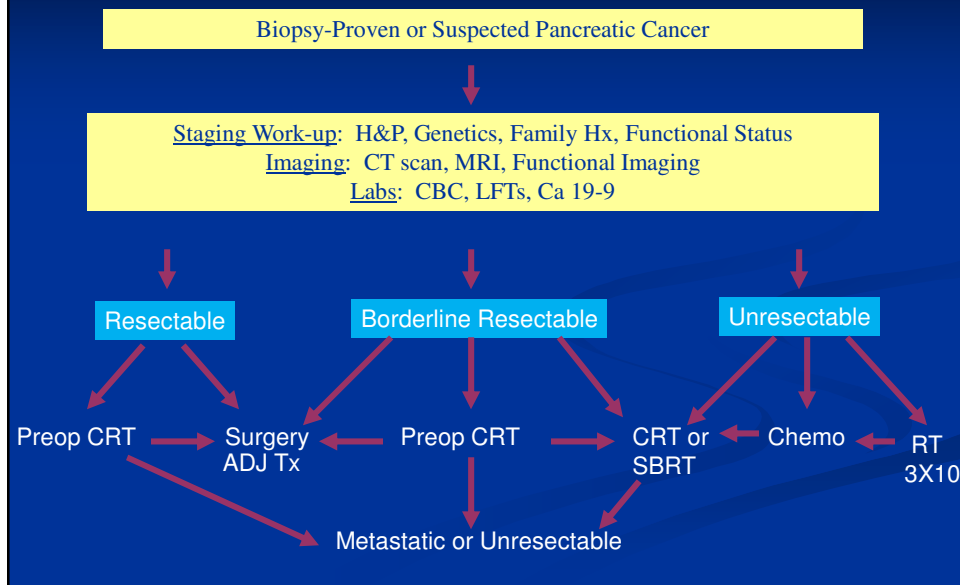 Biopsy-Proven or Suspected Pancreatic Cancer
Staging Work-up: H&P, Genetics, Family Hx, Functional Status
Imaging: CT scan, MRI, Functional Imaging
Labs: CBC, LFTs, Ca 19-9
Resectable
Borderline Resectable
Unresectable
Preop CRT
Surgery
ADJ Tx
Preop CRT
CRT or
SBRT
Chemo
RT
3X10
Metastatic or Unresectable